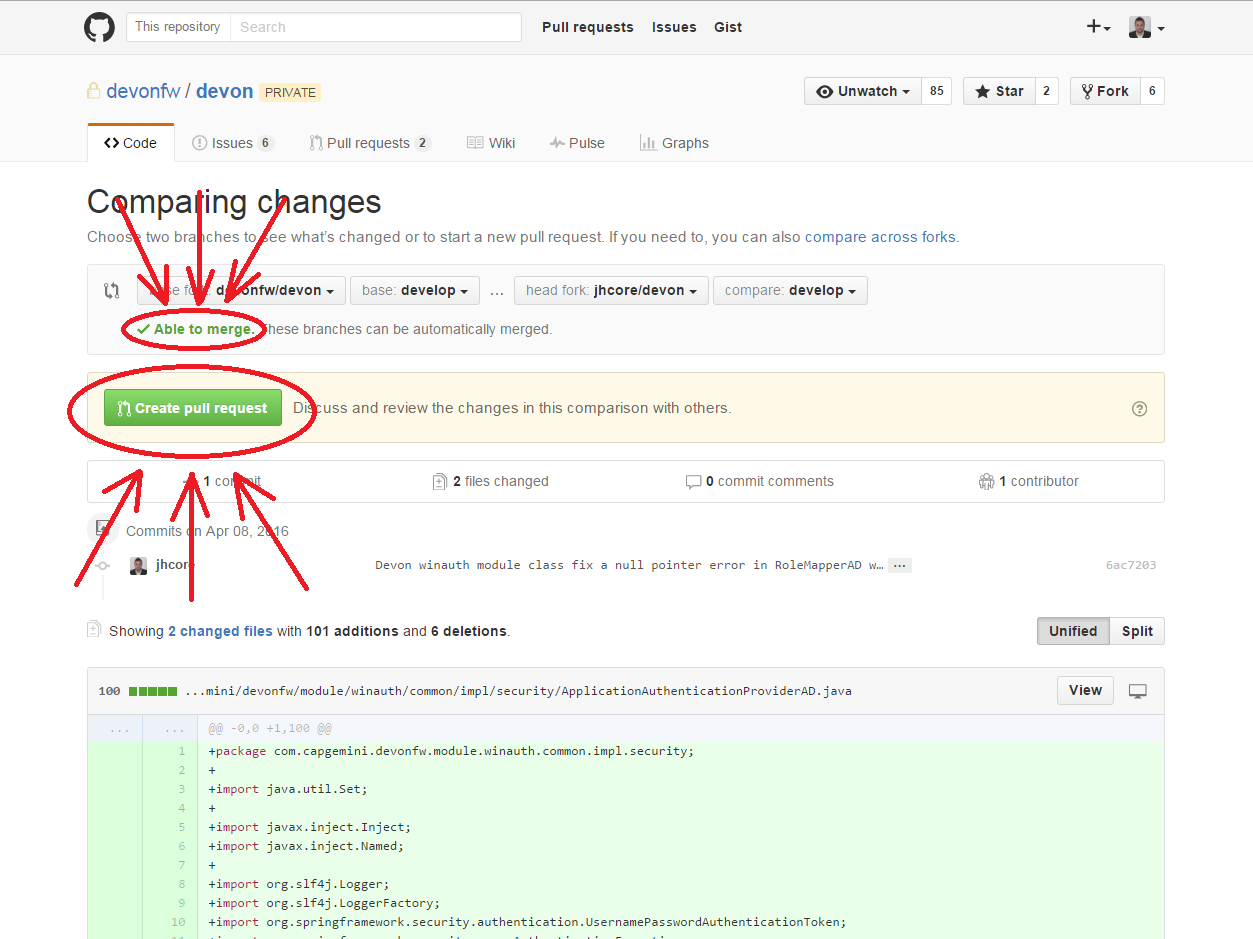 This repository Search Pull requests Issues Gist
devonfw / devon PRIVATE Unwatch 85 Star 2 Fork 6
Code Issues 6 Pull requests 2 Wiki Pulse Graphs
Comparing changes
Choose two branches to see what's changed or to start a new pull request. If you need to, you can also compare across forks.
base fork: devonfw/devon base: develop ... head fork: jhcore/devon compare: develop
Able to merge. These branches can be automatically merged.
Create pull request Discuss and review the changes in this comparison with others.
1 commit 2 files changed 0 commit comments 1 contributor
Commits on Apr 08, 2016
jhcore Devon winauth module class fix a null pointer error in RoleMapperAD w… ... 6ac7203
Showing 2 changed files with 101 additions and 6 deletions. Unified Split
100 ...mini/devonfw/module/winauth/common/impl/security/ApplicationAuthenticationProviderAD.java View
... ... @@ -0,0 +1,100 @@
1 +package com.capgemini.devonfw.module.winauth.common.impl.security;
2 +
3 +import java.util.Set;
4 +
5 +import javax.inject.Inject;
6 +import javax.inject.Named;
7 +
8 +import org.slf4j.Logger;
9 +import org.slf4j.LoggerFactory;
10 +import org.springframework.security.authentication.UsernamePasswordAuthenticationToken;